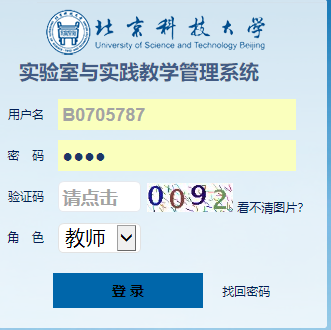 北京科技大学
University of Science and Technology Beijing
实验室与实践教学管理系统
用户名 B0705787
密 码 ●●●●
验证码 请点击 0092 看不清图片?
角 色 教师
登 录 找回密码